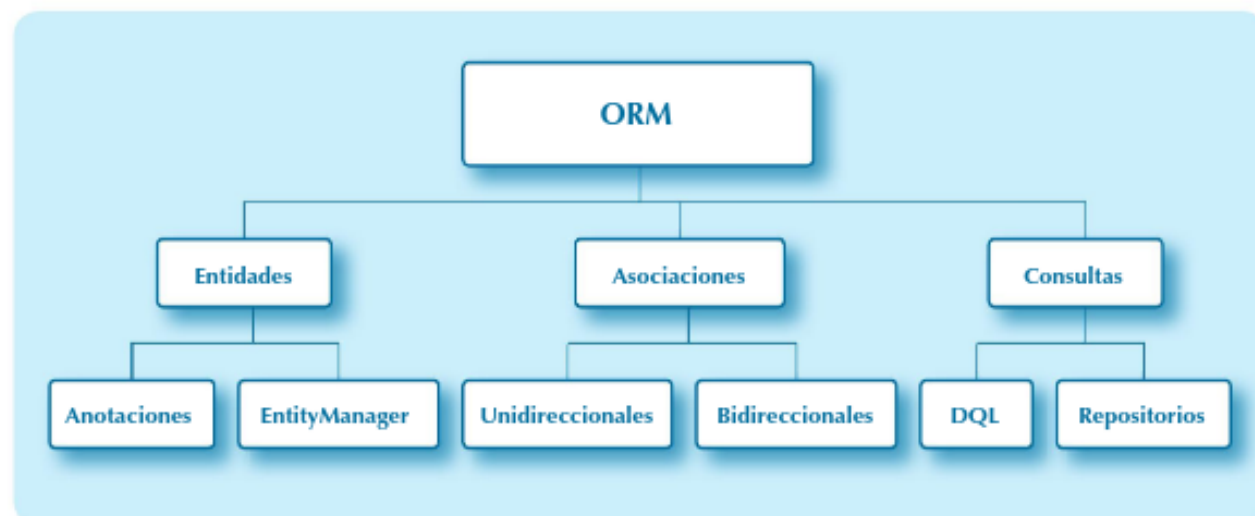 ORM
Entidades
Asociaciones
Consultas
Anotaciones
EntityManager
Unidireccionales
Bidireccionales
DQL
Repositorios